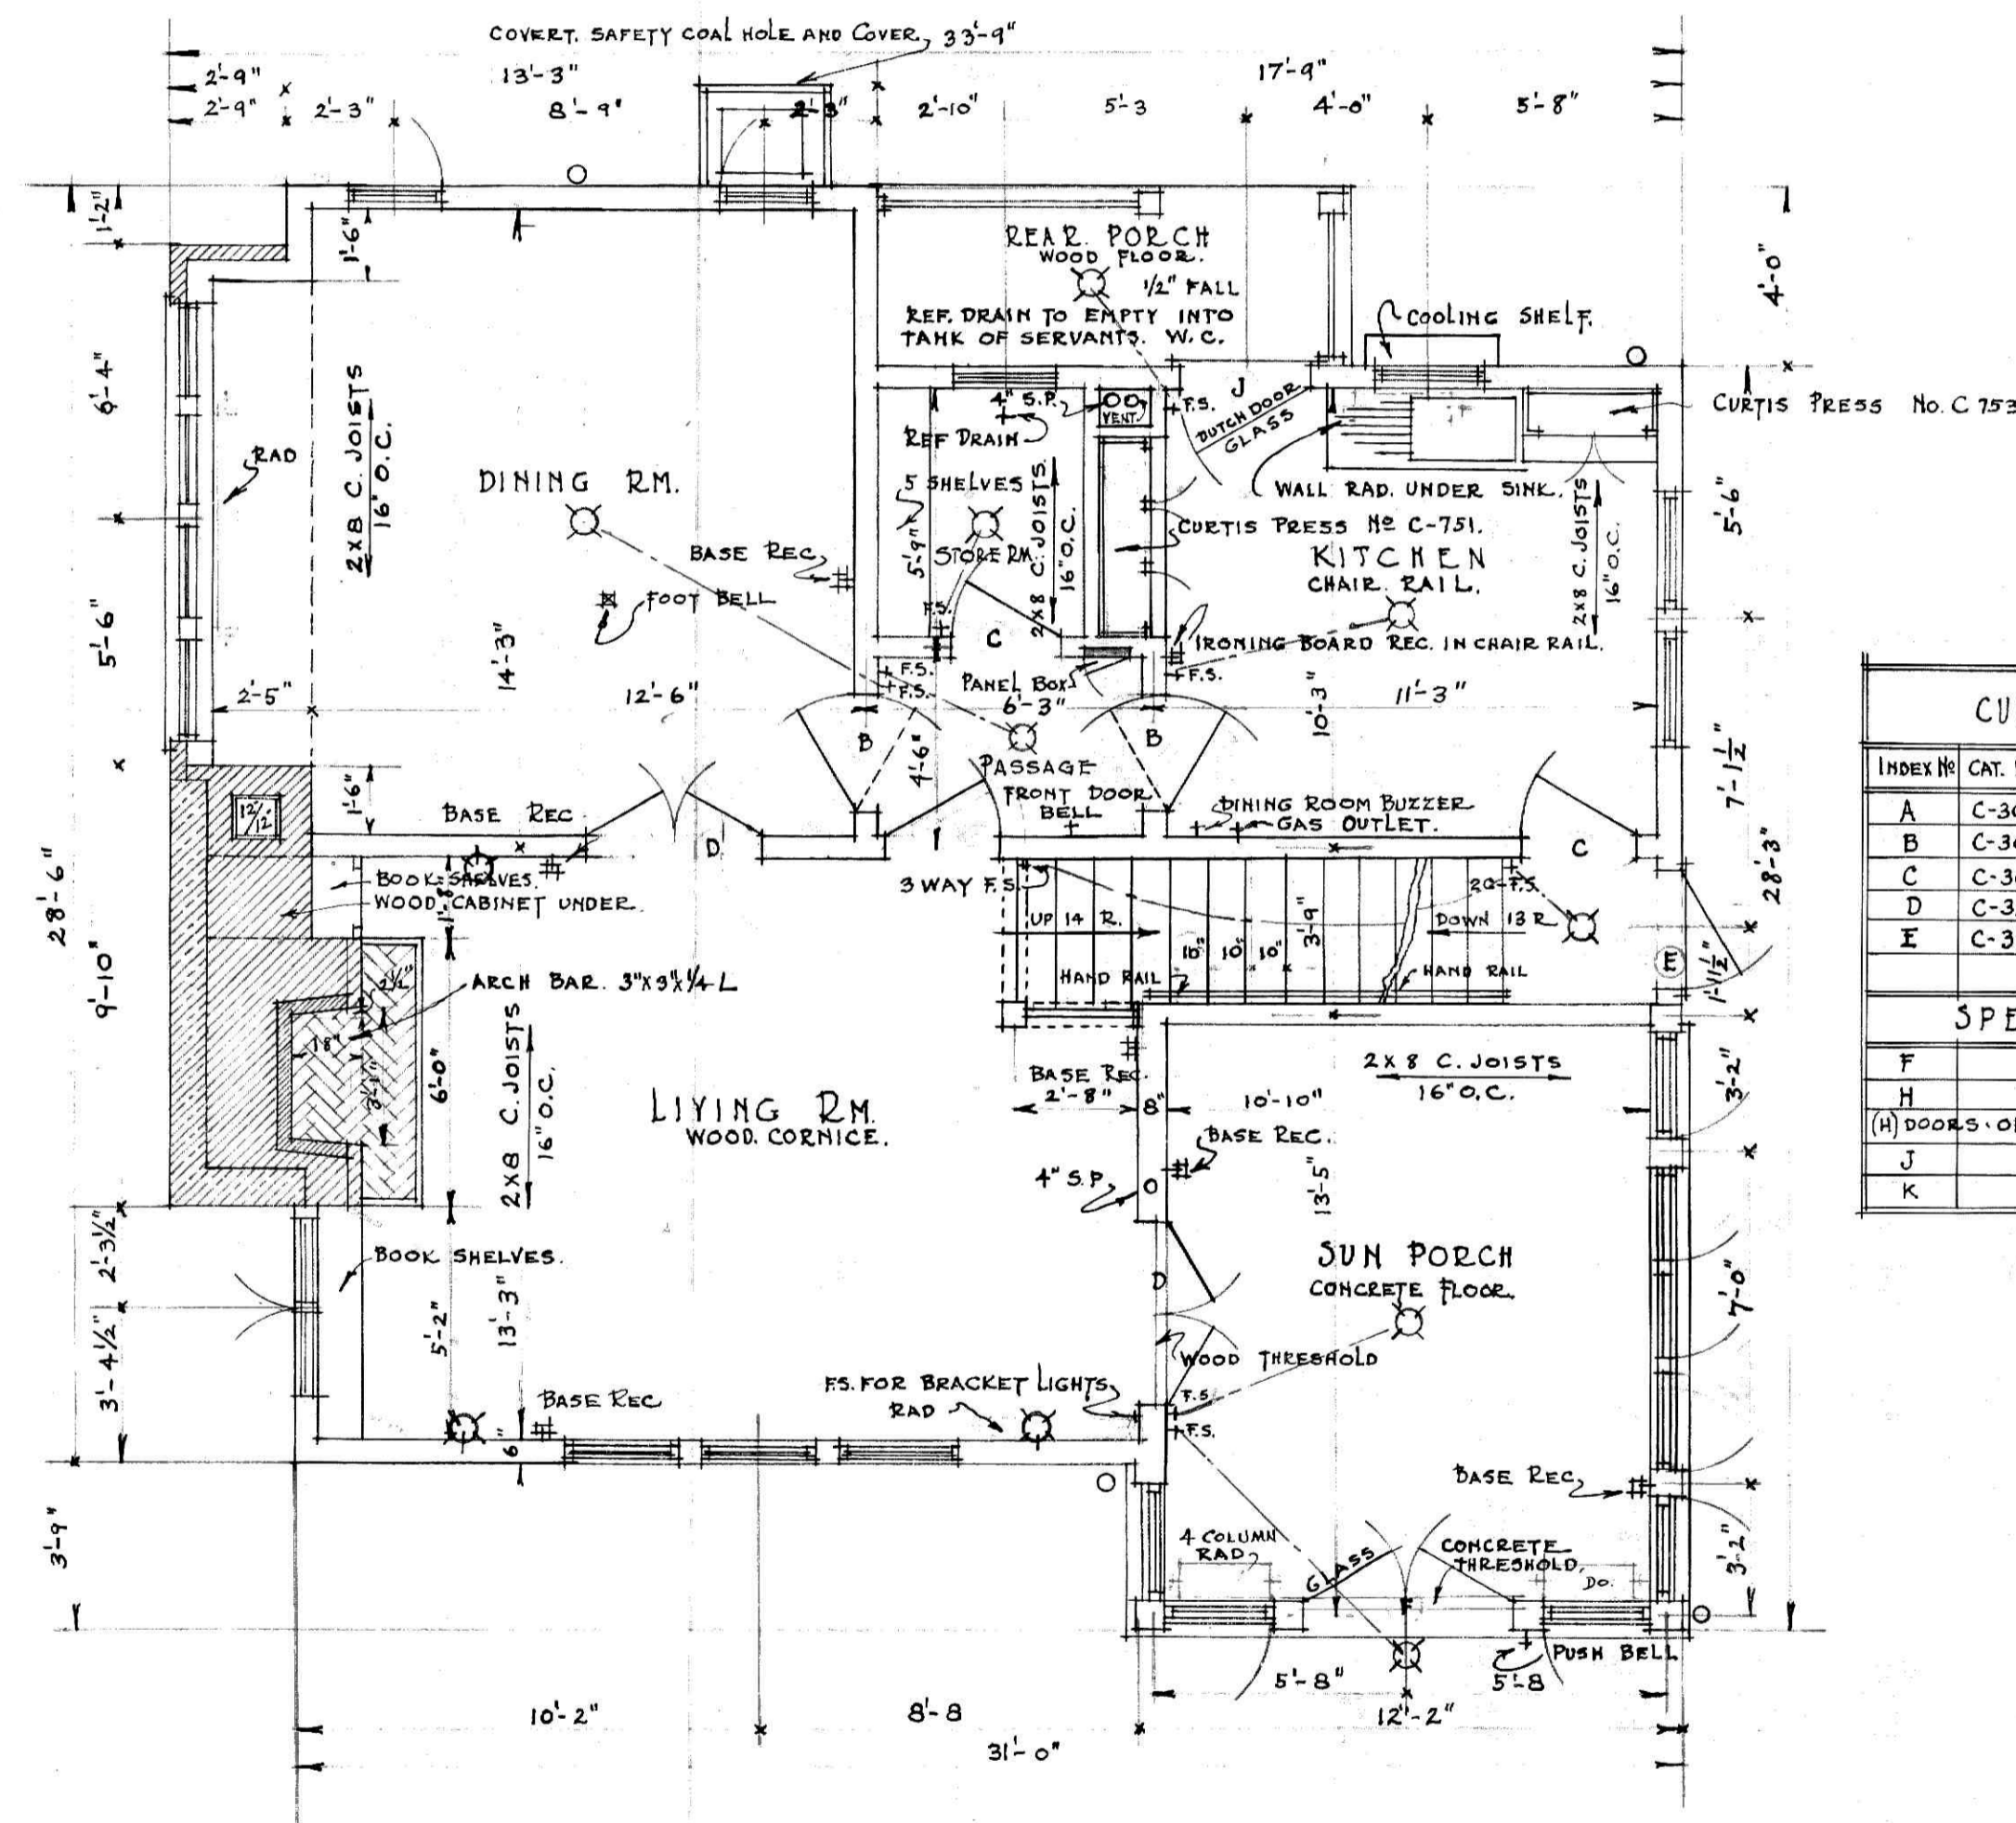 COVERT. SAFETY COAL HOLE AND COVER, 33'-9"
2'-9" 13'-3" 17'-9"
2'-9" 2'-3" 8'-9" 2'-3" 2'-10" 5'-3 4'-0" 5'-8"
1'-2"
1'-6"
REAR. PORCH
WOOD FLOOR.
1/2" FALL
REF. DRAIN TO EMPTY INTO
TANK OF SERVANTS. W.C.
COOLING SHELF.
4'-0"
6'-4"
RAD
2X8 C. JOISTS
16" O.C.
DINING RM.
4" S.P.
VENT.
REF DRAIN
5 SHELVES
STORE RM.
5'-9"
2X8 C. JOISTS.
16" O.C.
F.S.
J
DUTCH DOOR
GLASS
CURTIS PRESS No. C 753
WALL RAD. UNDER SINK.
CURTIS PRESS No C-751.
KITCHEN
CHAIR. RAIL.
2X8 C. JOISTS
16" O.C.
5'-6"
BASE REC
FOOT BELL
F.S.
C
IRONING BOARD REC. IN CHAIR RAIL.
5'-6"
2'-5"
14'-3"
12'-6"
F.S.
F.S.
PANEL BOX
6'-3"
F.S.
10'-3"
11'-3"
B
B
4'-6"
PASSAGE
FRONT DOOR
BELL
DINING ROOM BUZZER
GAS OUTLET.
7'-1 1/2"
1'-6"
12/12
BASE REC
D
C
28'-6"
28'-3"
BOOK SHELVES.
WOOD CABINET UNDER.
1'-8"
3 WAY F.S.
UP 14 R.
10" 10" 10"
3'-9"
DOWN 13 R
HAND RAIL
HAND RAIL
E
1'-11 1/2"
9'-10"
ARCH BAR. 3"X3"X1/4 L
18"
6'-0"
2X8 C. JOISTS
16" O.C.
LIVING RM.
WOOD. CORNICE.
BASE REC.
2'-8"
8"
10'-10"
2X8 C. JOISTS
16" O.C.
3'-2"
BASE REC.
4" S.P.
13'-5"
2'-3 1/2"
BOOK SHELVES.
5'-2"
13'-3"
D
SUN PORCH
CONCRETE FLOOR.
7'-0"
WOOD THRESHOLD
3'-4 1/2"
F.S. FOR BRACKET LIGHTS
RAD
BASE REC
6"
F.S.
F.S.
BASE REC
3'-9"
4 COLUMN
RAD
GLASS
F
CONCRETE
THRESHOLD,
DO.
3'-2"
PUSH BELL
5'-8"
5'-8
10'-2" 8'-8 12'-2"
31'-0"
CU
INDEX No CAT.
A C-3
B C-3
C C-3
D C-3
E C-3
SPE
F
H
(H) DOORS.
J
K